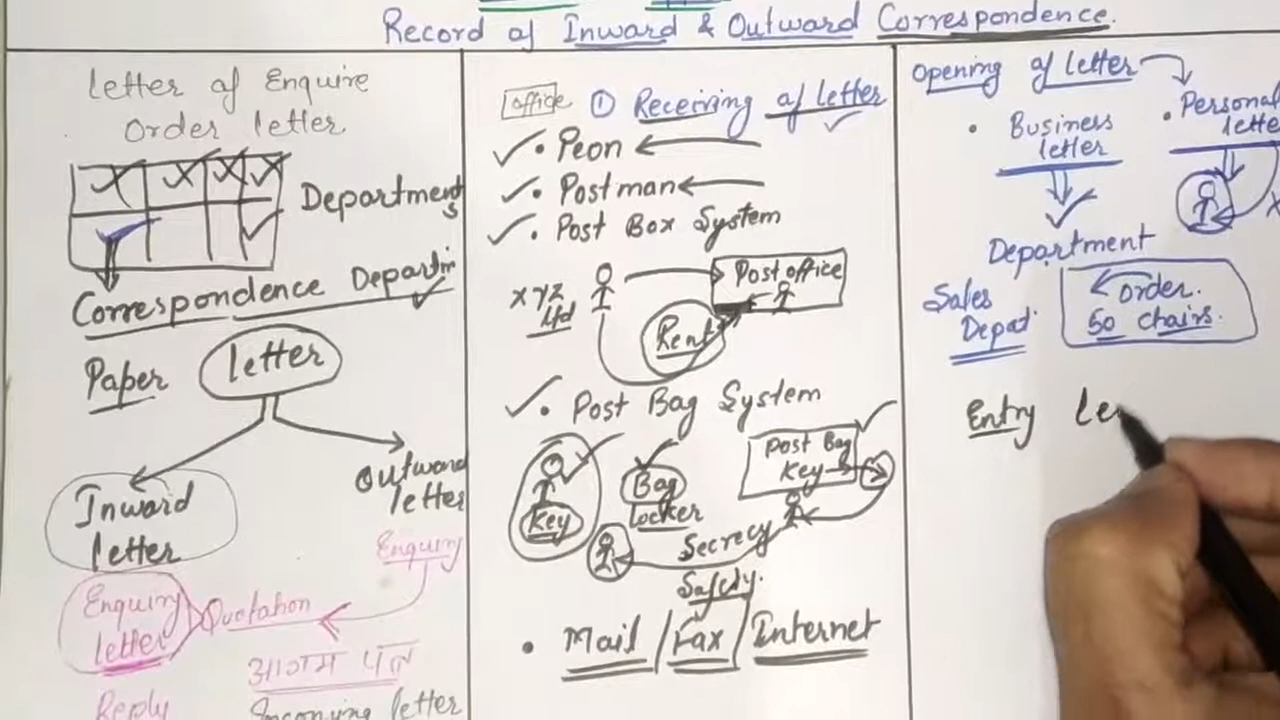 Record of Inward & Outward Correspondence.
letter of Enquire
Order letter
Departments
Correspondence Departm
Paper
letter
Inward
letter
Outward
letter
Enquiry
Enquiry
letter
Quotation
आगम पत्र
Reply
Incoming letter
office
① Receiving of letter
• Peon
• Postman
• Post Box System
xyz
Ltd
Post office
Rent
• Post Bag System
Key
Bag
locker
Post Bag
Key
Secrecy
Safety.
• Mail / Fax / Internet
Opening of letter
• Business
letter
• Personal
letter
Department
Sales
Depat.
order.
50 chairs.
Entry Le